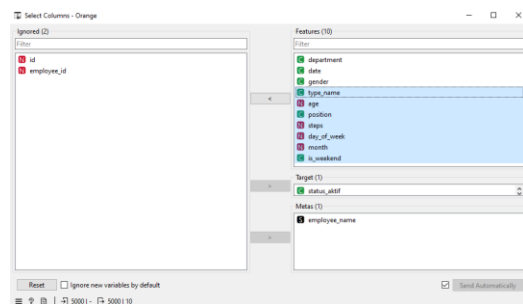 Select Columns - Orange
Ignored (2)
Filter
N id
N employee_id
Features (10)
Filter
C department
C date
C gender
C type_name
N age
C position
N steps
N day_of_week
N month
C is_weekend
Target (1)
C status_aktif
Metas (1)
S employee_name
Reset
Ignore new variables by default
Send Automatically
5000 | -
5000 | 10